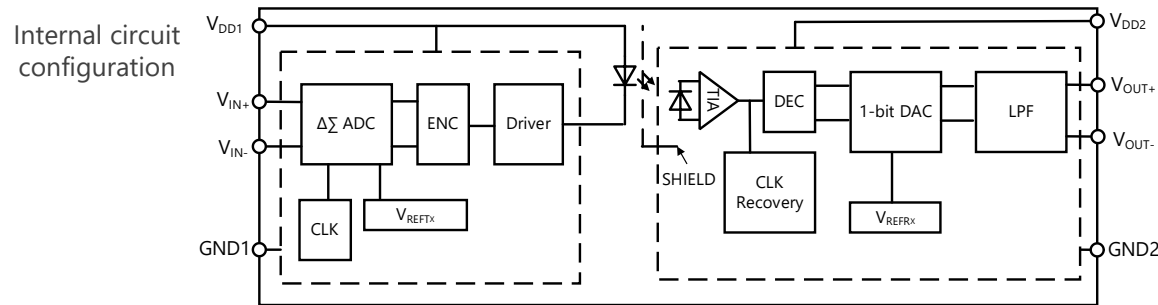 Internal circuit
configuration
VDD1
VDD2
VIN+
VIN-
ΔΣ ADC
ENC
Driver
CLK
VREFTx
GND1
SHIELD
TIA
DEC
1-bit DAC
LPF
CLK
Recovery
VREFRx
VOUT+
VOUT-
GND2